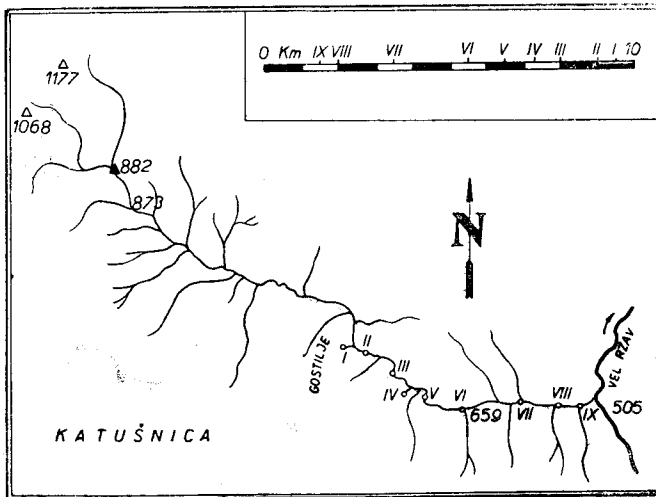 0 Km IX VIII VII VI V IV III II I 10
1177
1068
882
873
N
GOSTILJE
I
II
III
IV
V
VI
659
VII
VIII
IX
VEL RŽAV
505
KATUŠNICA